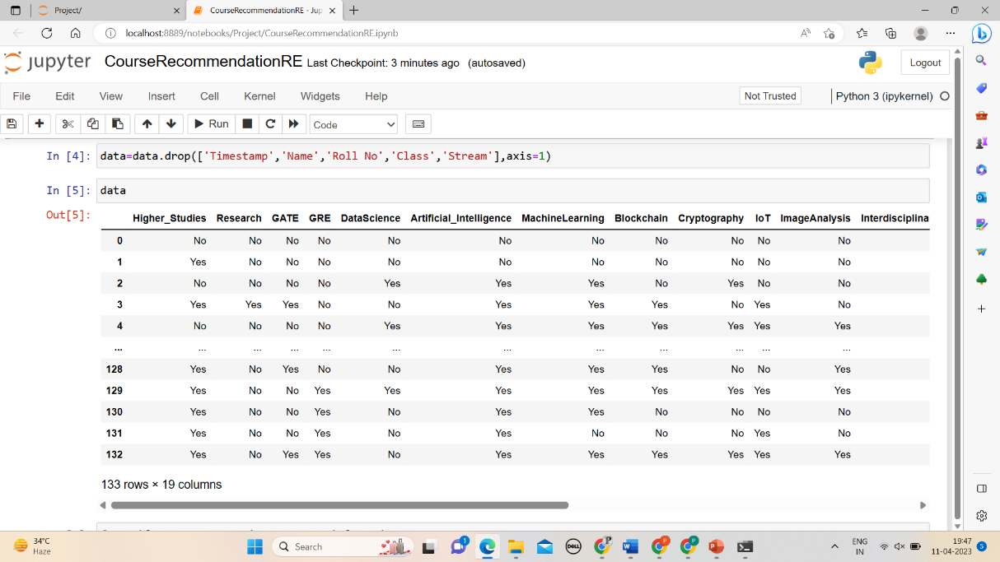 Project/
CourseRecommendationRE - Jup
localhost:8889/notebooks/Project/CourseRecommendationRE.ipynb
jupyter CourseRecommendationRE Last Checkpoint: 3 minutes ago (autosaved)
Logout
File Edit View Insert Cell Kernel Widgets Help
Not Trusted
Python 3 (ipykernel)
Run
Code
In [4]: data=data.drop(['Timestamp','Name','Roll No','Class','Stream'],axis=1)
In [5]: data
Out[5]:
Higher_Studies Research GATE GRE DataScience Artificial_Intelligence MachineLearning Blockchain Cryptography IoT ImageAnalysis Interdisciplina
0 No No No No No No No No No No No
1 Yes No No No No No No No No No No
2 No No No No Yes Yes Yes No Yes No No
3 Yes Yes Yes No No Yes Yes Yes No Yes No
4 No No No No Yes Yes Yes Yes Yes Yes Yes
... ... ... ... ... ... ... ... ... ... ... ...
128 Yes No Yes No No Yes Yes Yes No No Yes
129 Yes No No Yes Yes Yes Yes Yes Yes Yes Yes
130 Yes No No Yes No Yes Yes No No No No
131 Yes No No Yes No Yes No No No Yes No
132 Yes No Yes Yes No Yes Yes Yes Yes Yes Yes
133 rows × 19 columns
34°C
Haze
Search
1
DELL
P
P
P
ENG
IN
19:47
11-04-2023
5